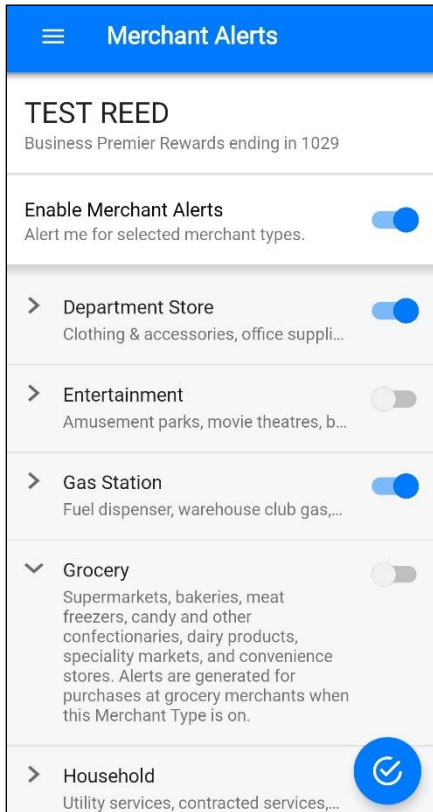 Merchant Alerts
TEST REED
Business Premier Rewards ending in 1029
Enable Merchant Alerts
Alert me for selected merchant types.
Department Store
Clothing & accessories, office suppli...
Entertainment
Amusement parks, movie theatres, b...
Gas Station
Fuel dispenser, warehouse club gas,...
Grocery
Supermarkets, bakeries, meat
freezers, candy and other
confectionaries, dairy products,
speciality markets, and convenience
stores. Alerts are generated for
purchases at grocery merchants when
this Merchant Type is on.
Household
Utility services, contracted services,...